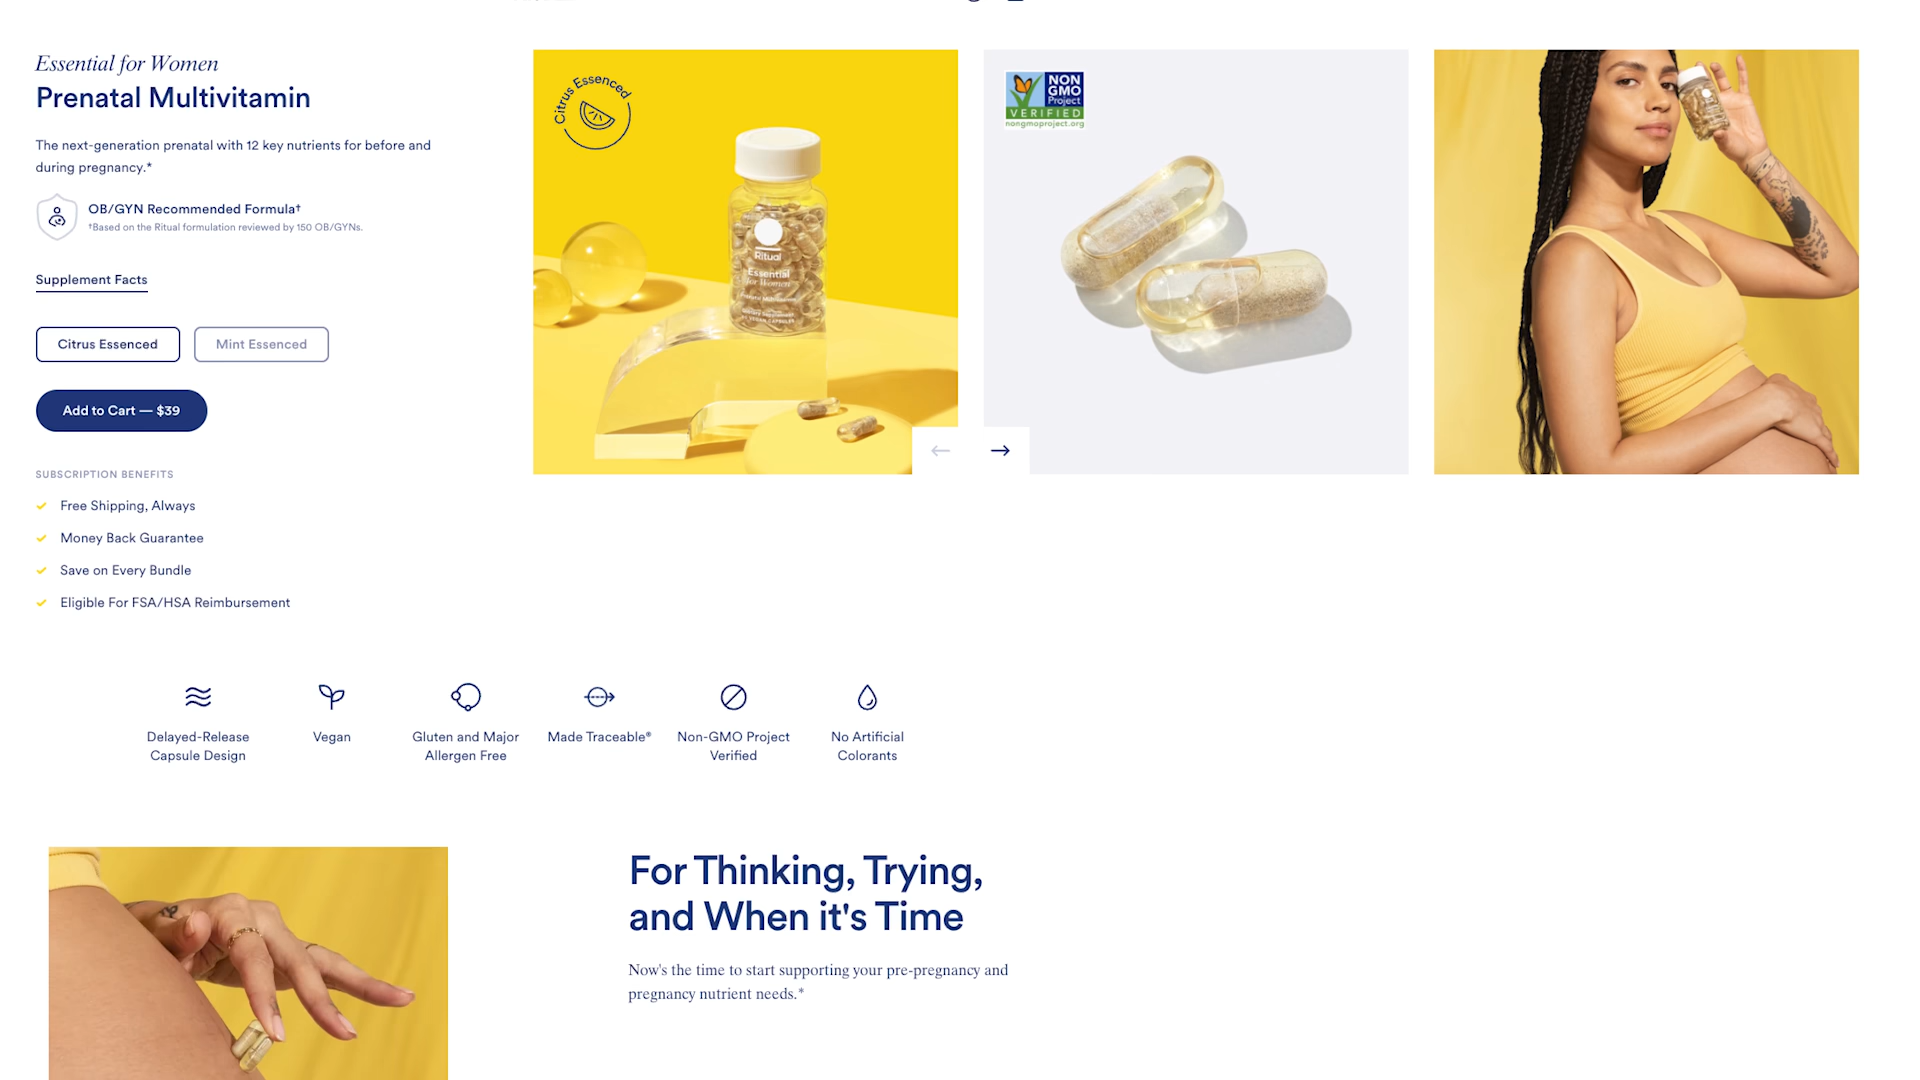 Essential for Women
Prenatal Multivitamin
The next-generation prenatal with 12 key nutrients for before and
during pregnancy.*
OB/GYN Recommended Formula†
†Based on the Ritual formulation reviewed by 150 OB/GYNs.
Supplement Facts
Citrus Essenced
Mint Essenced
Add to Cart — $39
SUBSCRIPTION BENEFITS
Free Shipping, Always
Money Back Guarantee
Save on Every Bundle
Eligible For FSA/HSA Reimbursement
Citrus Essenced
Ritual
Essential
for Women
Prenatal Multivitamin
NON
GMO
Project
VERIFIED
nongmoproject.org
Delayed-Release
Capsule Design
Vegan
Gluten and Major
Allergen Free
Made Traceable®
Non-GMO Project
Verified
No Artificial
Colorants
For Thinking, Trying,
and When it's Time
Now's the time to start supporting your pre-pregnancy and
pregnancy nutrient needs.*